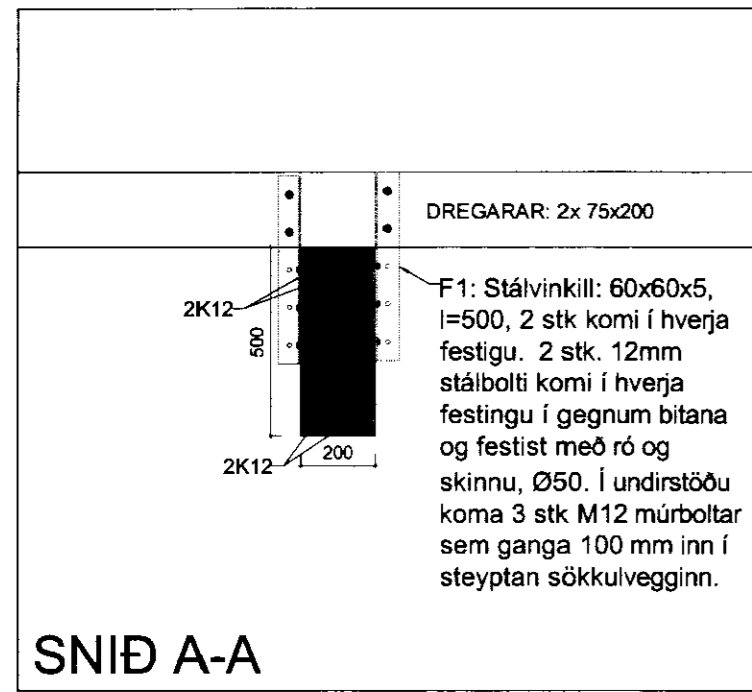 DREGARAR: 2x 75x200
F1: Stálvinkill: 60x60x5,
l=500, 2 stk komi í hverja
festigu. 2 stk. 12mm
stálbolti komi í hverja
festingu í gegnum bitana
og festist með ró og
skinnu, Ø50. Í undirstöðu
koma 3 stk M12 múrboltar
sem ganga 100 mm inn í
steyptan sökkulvegginn.
2K12
500
200
2K12
SNIÐ A-A